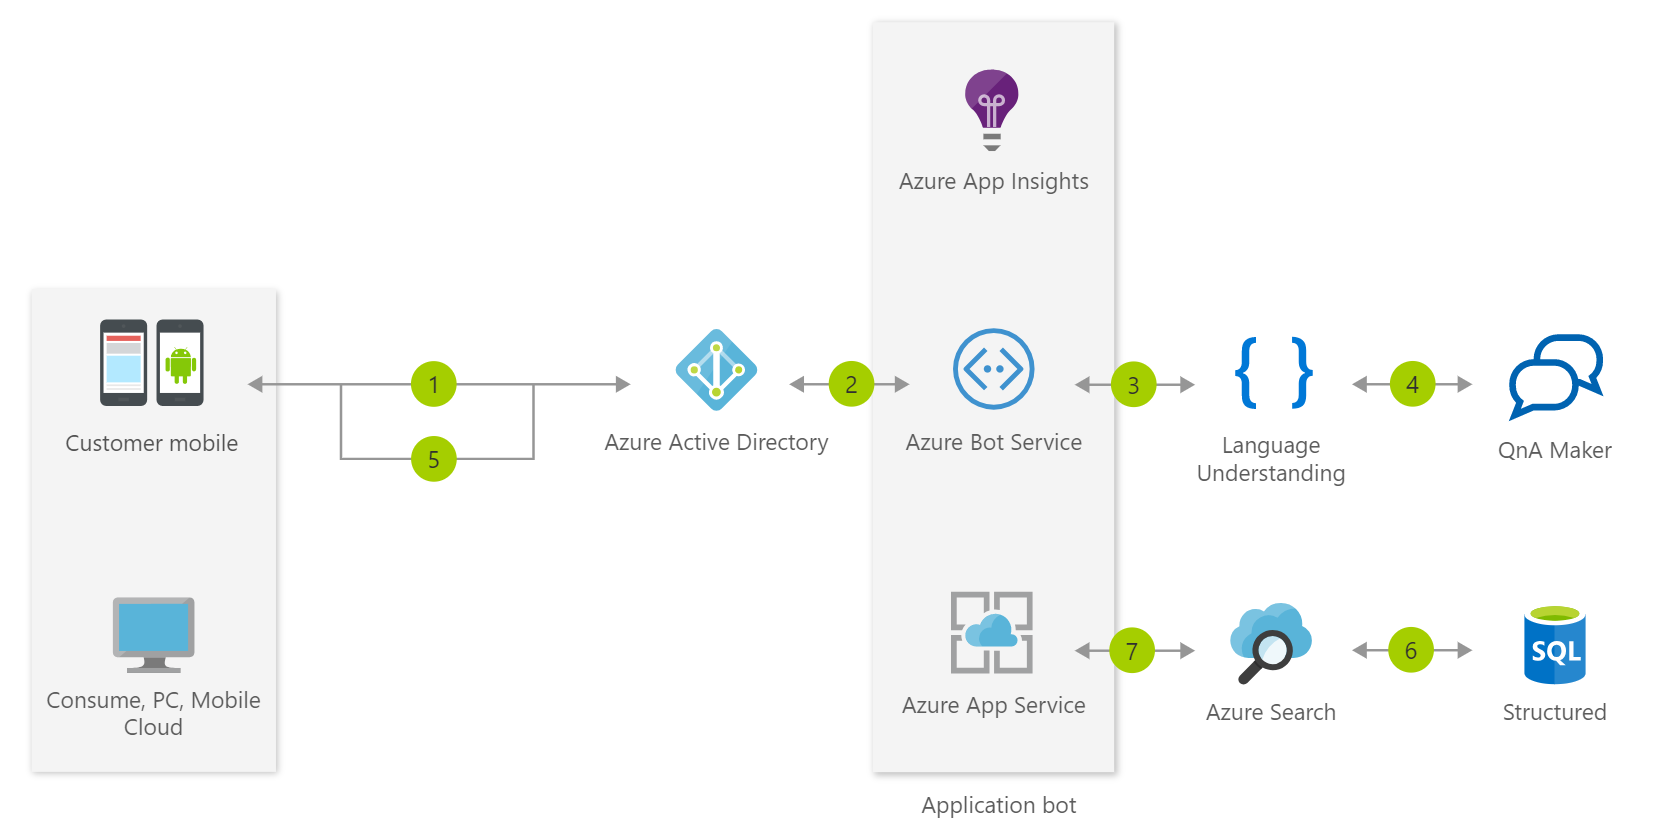 Azure App Insights
1
2
3
4
Customer mobile
Azure Active Directory
Azure Bot Service
Language
Understanding
QnA Maker
5
7
6
SQL
Consume, PC, Mobile
Cloud
Azure App Service
Azure Search
Structured
Application bot